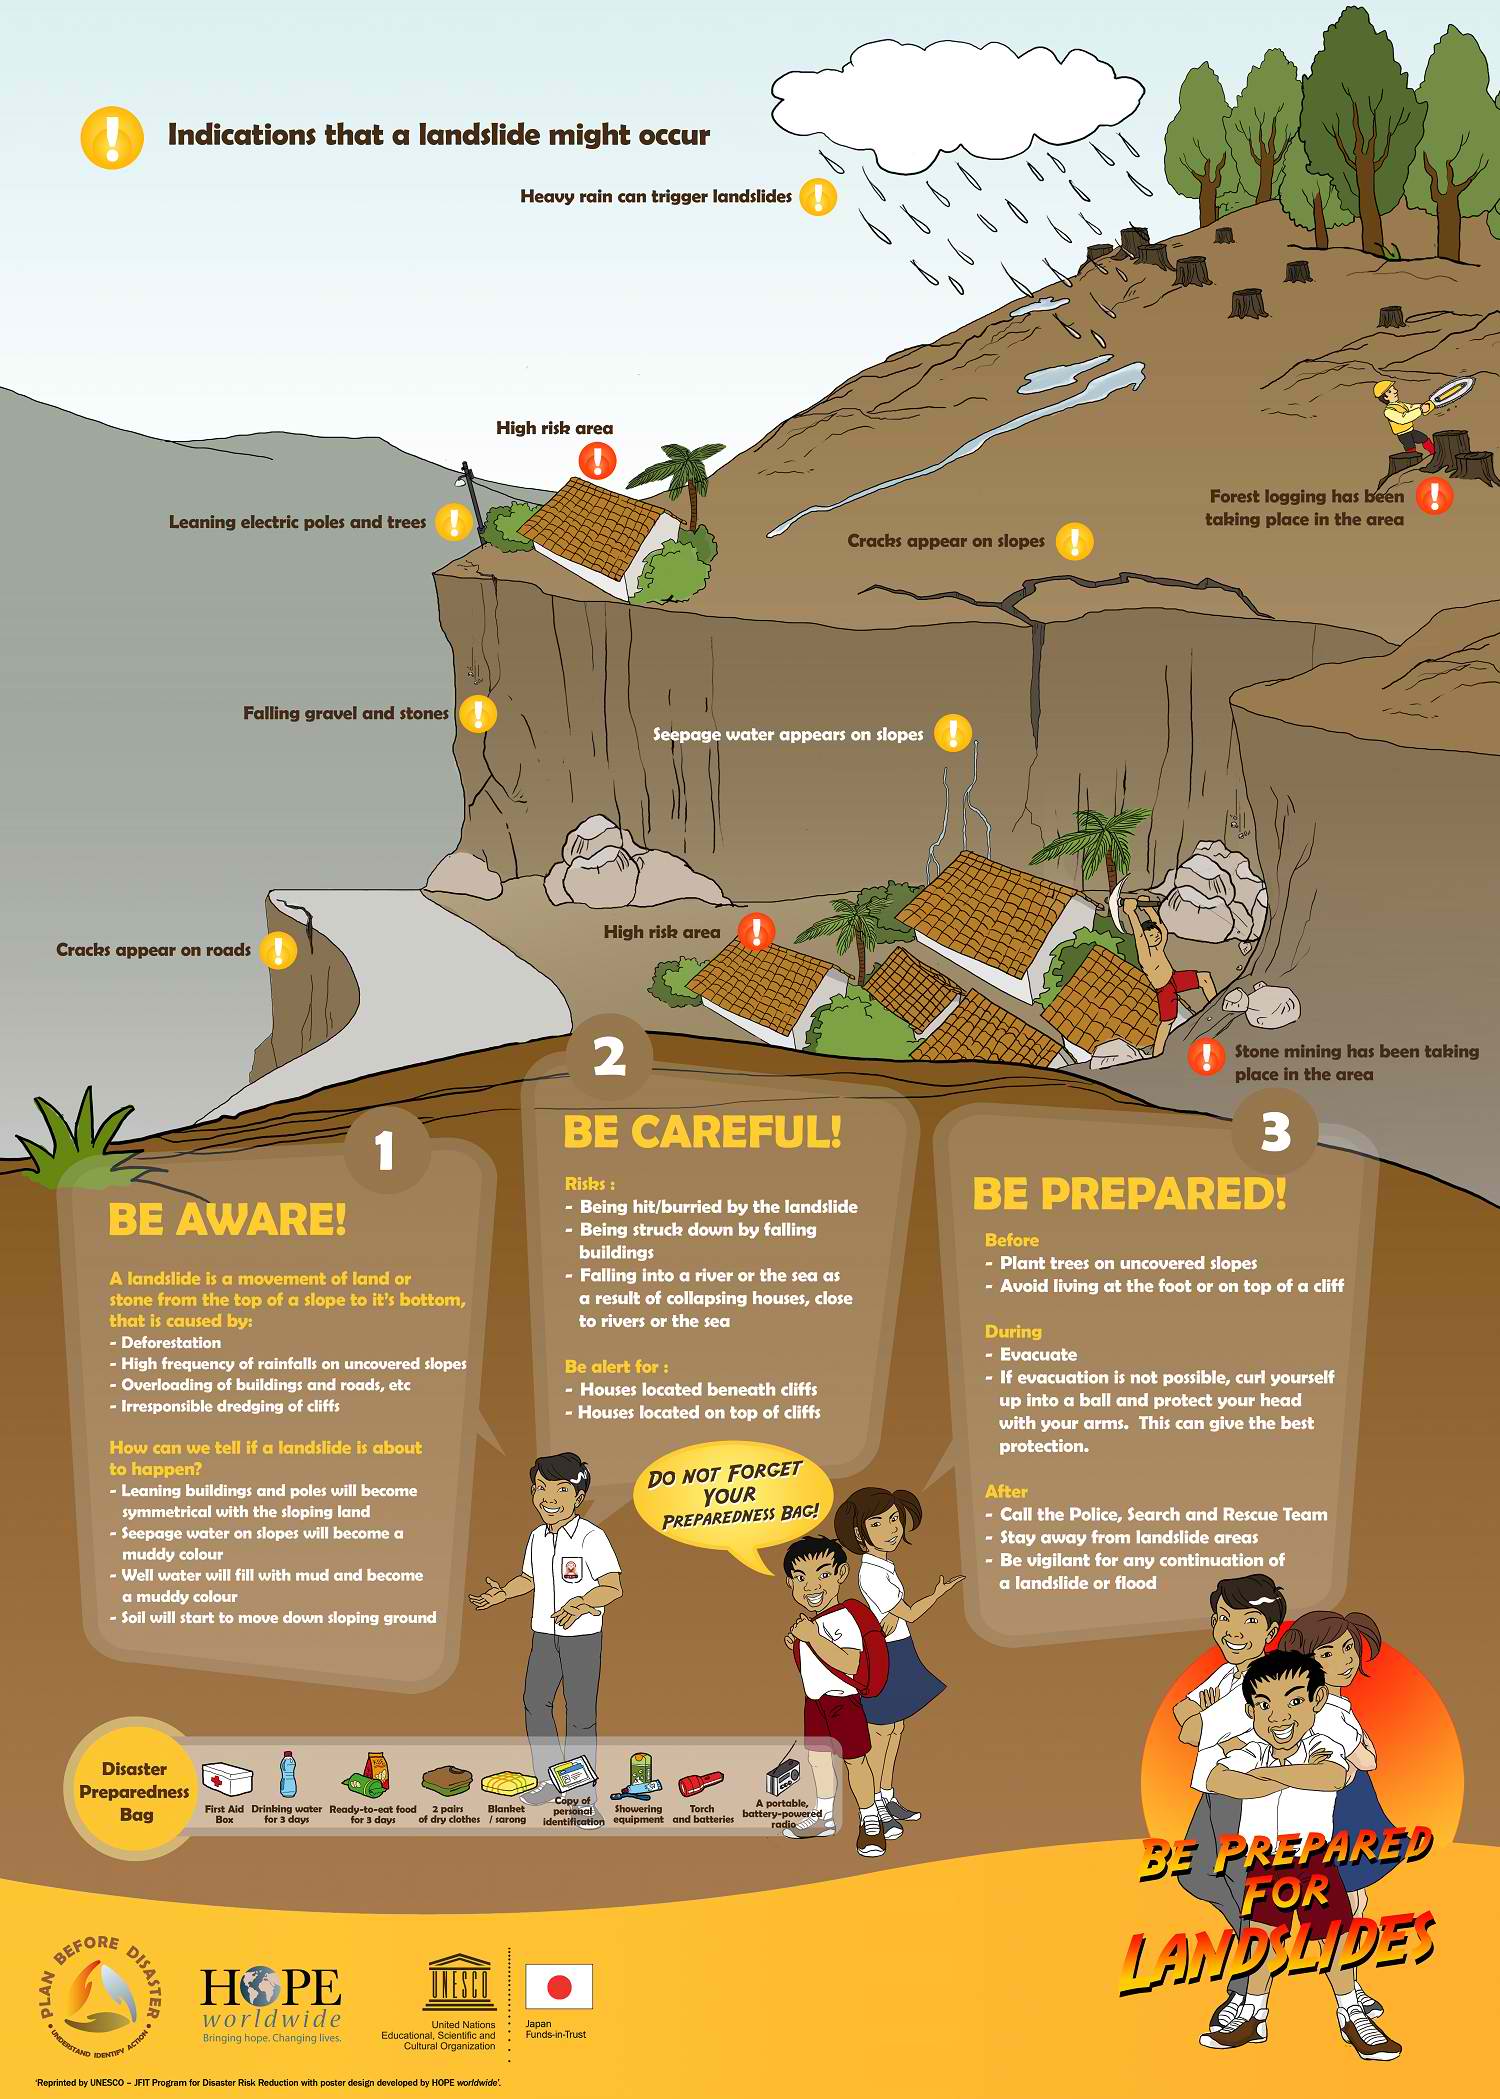 Indications that a landslide might occur
Heavy rain can trigger landslides
High risk area
Leaning electric poles and trees
Forest logging has been
taking place in the area
Cracks appear on slopes
Falling gravel and stones
Seepage water appears on slopes
High risk area
Cracks appear on roads
Stone mining has been taking
place in the area
1
BE AWARE!
A landslide is a movement of land or
stone from the top of a slope to it's bottom,
that is caused by:
- Deforestation
- High frequency of rainfalls on uncovered slopes
- Overloading of buildings and roads, etc
- Irresponsible dredging of cliffs
How can we tell if a landslide is about
to happen?
- Leaning buildings and poles will become
symmetrical with the sloping land
- Seepage water on slopes will become a
muddy colour
- Well water will fill with mud and become
a muddy colour
- Soil will start to move down sloping ground
2
BE CAREFUL!
Risks :
- Being hit/burried by the landslide
- Being struck down by falling
buildings
- Falling into a river or the sea as
a result of collapsing houses, close
to rivers or the sea
Be alert for :
- Houses located beneath cliffs
- Houses located on top of cliffs
3
BE PREPARED!
Before
- Plant trees on uncovered slopes
- Avoid living at the foot or on top of a cliff
During
- Evacuate
- If evacuation is not possible, curl yourself
up into a ball and protect your head
with your arms. This can give the best
protection.
After
- Call the Police, Search and Rescue Team
- Stay away from landslide areas
- Be vigilant for any continuation of
a landslide or flood
DO NOT FORGET
YOUR
PREPAREDNESS BAG!
Disaster
Preparedness
Bag
First Aid
Box
Drinking water
for 3 days
Ready-to-eat food
for 3 days
2 pairs
of dry clothes
Blanket
/ sarong
Copy of
personal
identification
Showering
equipment
Torch
and batteries
A portable,
battery-powered
radio
BE PREPARED
FOR
LANDSLIDES
PLAN BEFORE DISASTER
• UNDERSTAND IDENTIFY ACTION •
HOPE
worldwide
Bringing hope. Changing lives.
UNESCO
United Nations
Educational, Scientific and
Cultural Organization
Japan
Funds-in-Trust
'Reprinted by UNESCO – JFIT Program for Disaster Risk Reduction with poster design developed by HOPE worldwide'.